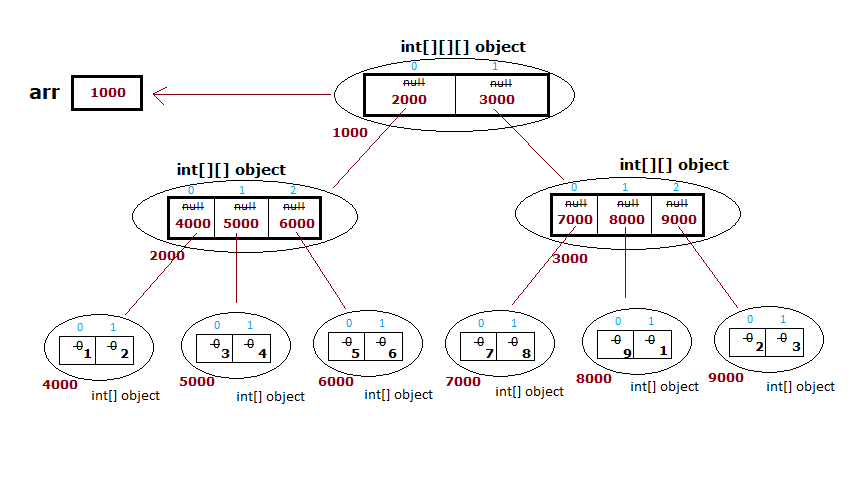 int[][][] object
0 1
null null
arr 1000
2000 3000
1000
int[][] object int[][] object
0 1 2 0 1 2
null null null null null null
4000 5000 6000 7000 8000 9000
2000 3000
0 1 0 1 0 1 0 1 0 1 0 1
0 1 0 2 0 3 0 4 0 5 0 6 0 7 0 8 0 9 0 1 0 2 0 3
4000 5000 6000 7000 8000 9000
int[] object int[] object int[] object int[] object int[] object int[] object